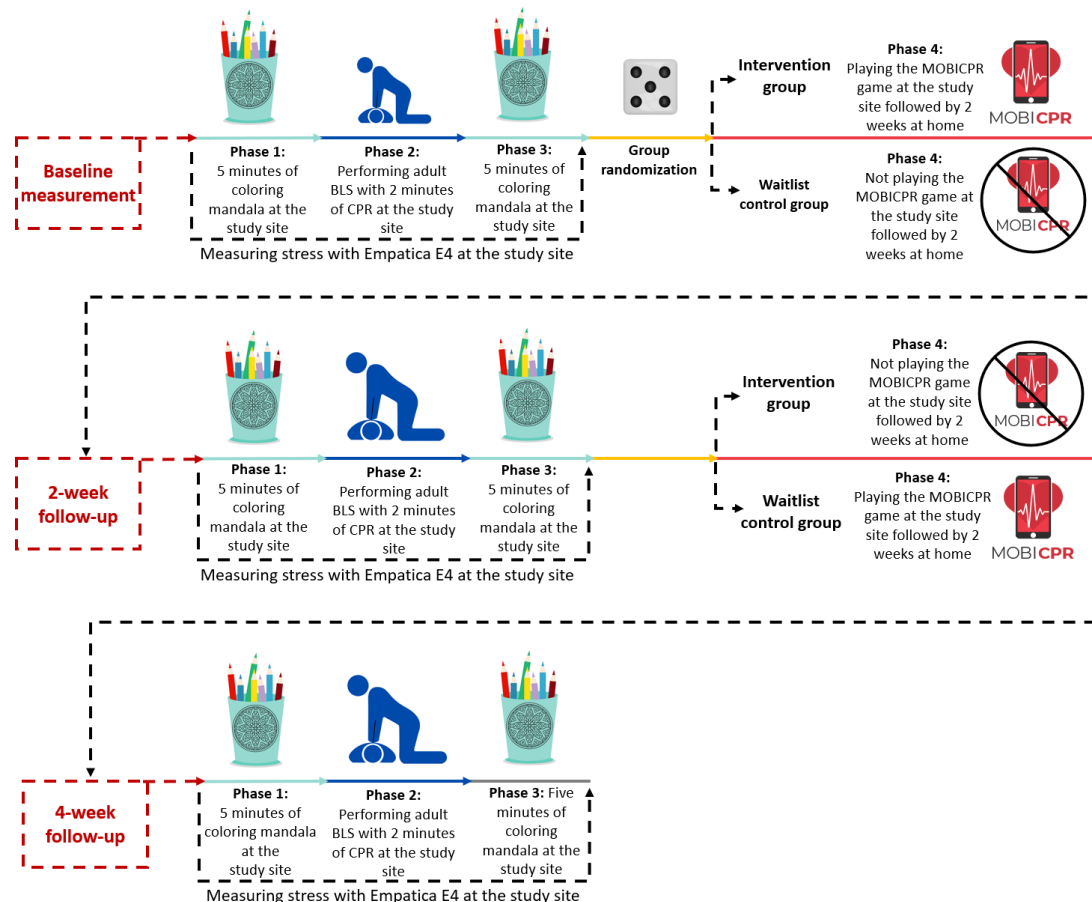 Baseline
measurement
Phase 1:
5 minutes of
coloring
mandala at the
study site
Phase 2:
Performing adult
BLS with 2 minutes
of CPR at the study
site
Phase 3:
5 minutes of
coloring
mandala at the
study site
Measuring stress with Empatica E4 at the study site
Group
randomization
Intervention
group
Phase 4:
Playing the MOBICPR
game at the study
site followed by 2
weeks at home
MOBICPR
Waitlist
control group
Phase 4:
Not playing the
MOBICPR game at
the study site
followed by 2
weeks at home
MOBICPR
2-week
follow-up
Phase 1:
5 minutes of
coloring
mandala at the
study site
Phase 2:
Performing adult
BLS with 2 minutes
of CPR at the study
site
Phase 3:
5 minutes of
coloring
mandala at the
study site
Measuring stress with Empatica E4 at the study site
Intervention
group
Phase 4:
Not playing the
MOBICPR game
at the study site
followed by 2
weeks at home
MOBICPR
Waitlist
control group
Phase 4:
Playing the MOBICPR
game at the study
site followed by 2
weeks at home
MOBICPR
4-week
follow-up
Phase 1:
5 minutes of
coloring mandala
at the
study site
Phase 2:
Performing adult
BLS with 2 minutes
of CPR at the study
site
Phase 3: Five
minutes of
coloring
mandala at the
study site
Measuring stress with Empatica E4 at the study site